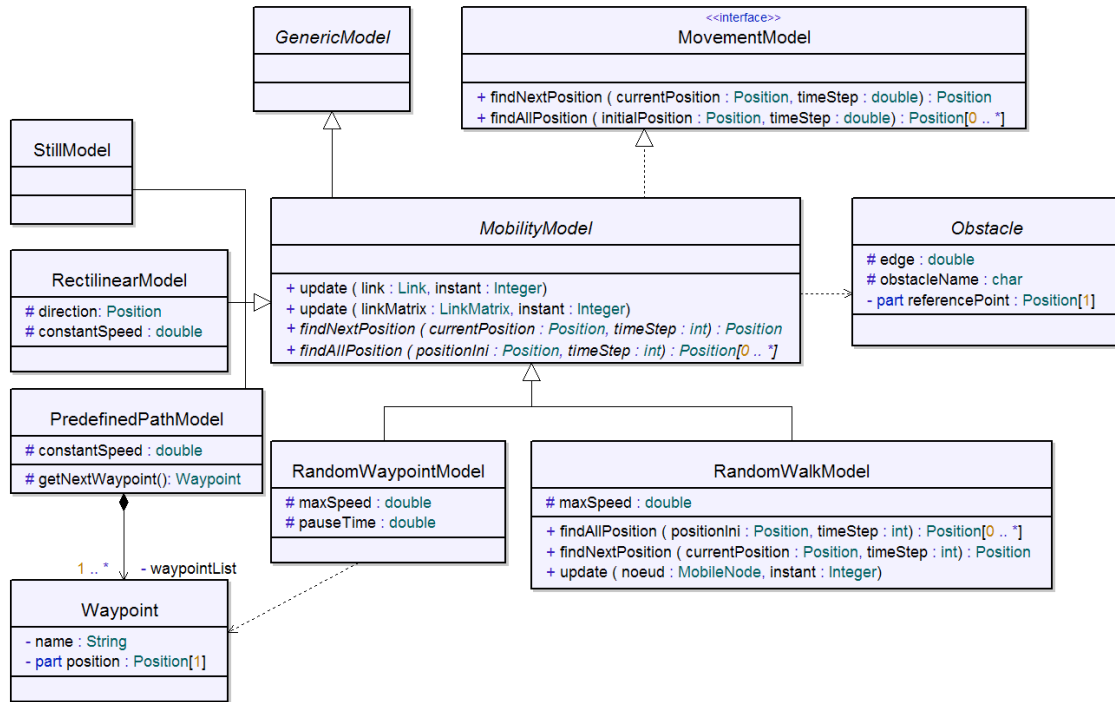 GenericModel
<<interface>>
MovementModel
+ findNextPosition ( currentPosition : Position, timeStep : double) : Position
+ findAllPosition ( initialPosition : Position, timeStep : double) : Position[0 .. *]
StillModel
MobilityModel
+ update ( link : Link, instant : Integer)
+ update ( linkMatrix : LinkMatrix, instant : Integer)
+ findNextPosition ( currentPosition : Position, timeStep : int) : Position
+ findAllPosition ( positionIni : Position, timeStep : int) : Position[0 .. *]
Obstacle
# edge : double
# obstacleName : char
- part referencePoint : Position[1]
RectilinearModel
# direction: Position
# constantSpeed : double
PredefinedPathModel
# constantSpeed : double
# getNextWaypoint(): Waypoint
RandomWaypointModel
# maxSpeed : double
# pauseTime : double
RandomWalkModel
# maxSpeed : double
+ findAllPosition ( positionIni : Position, timeStep : int) : Position[0 .. *]
+ findNextPosition ( currentPosition : Position, timeStep : int) : Position
+ update ( noeud : MobileNode, instant : Integer)
1 .. * - waypointList
Waypoint
- name : String
- part position : Position[1]